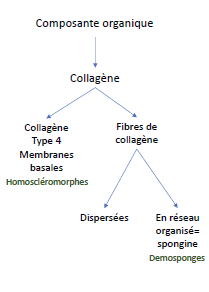 Composante organique
Collagène
Collagène
Type 4
Membranes
basales
Homoscléromorphes
Fibres de
collagène
Dispersées
En réseau
organisé=
spongine
Demosponges